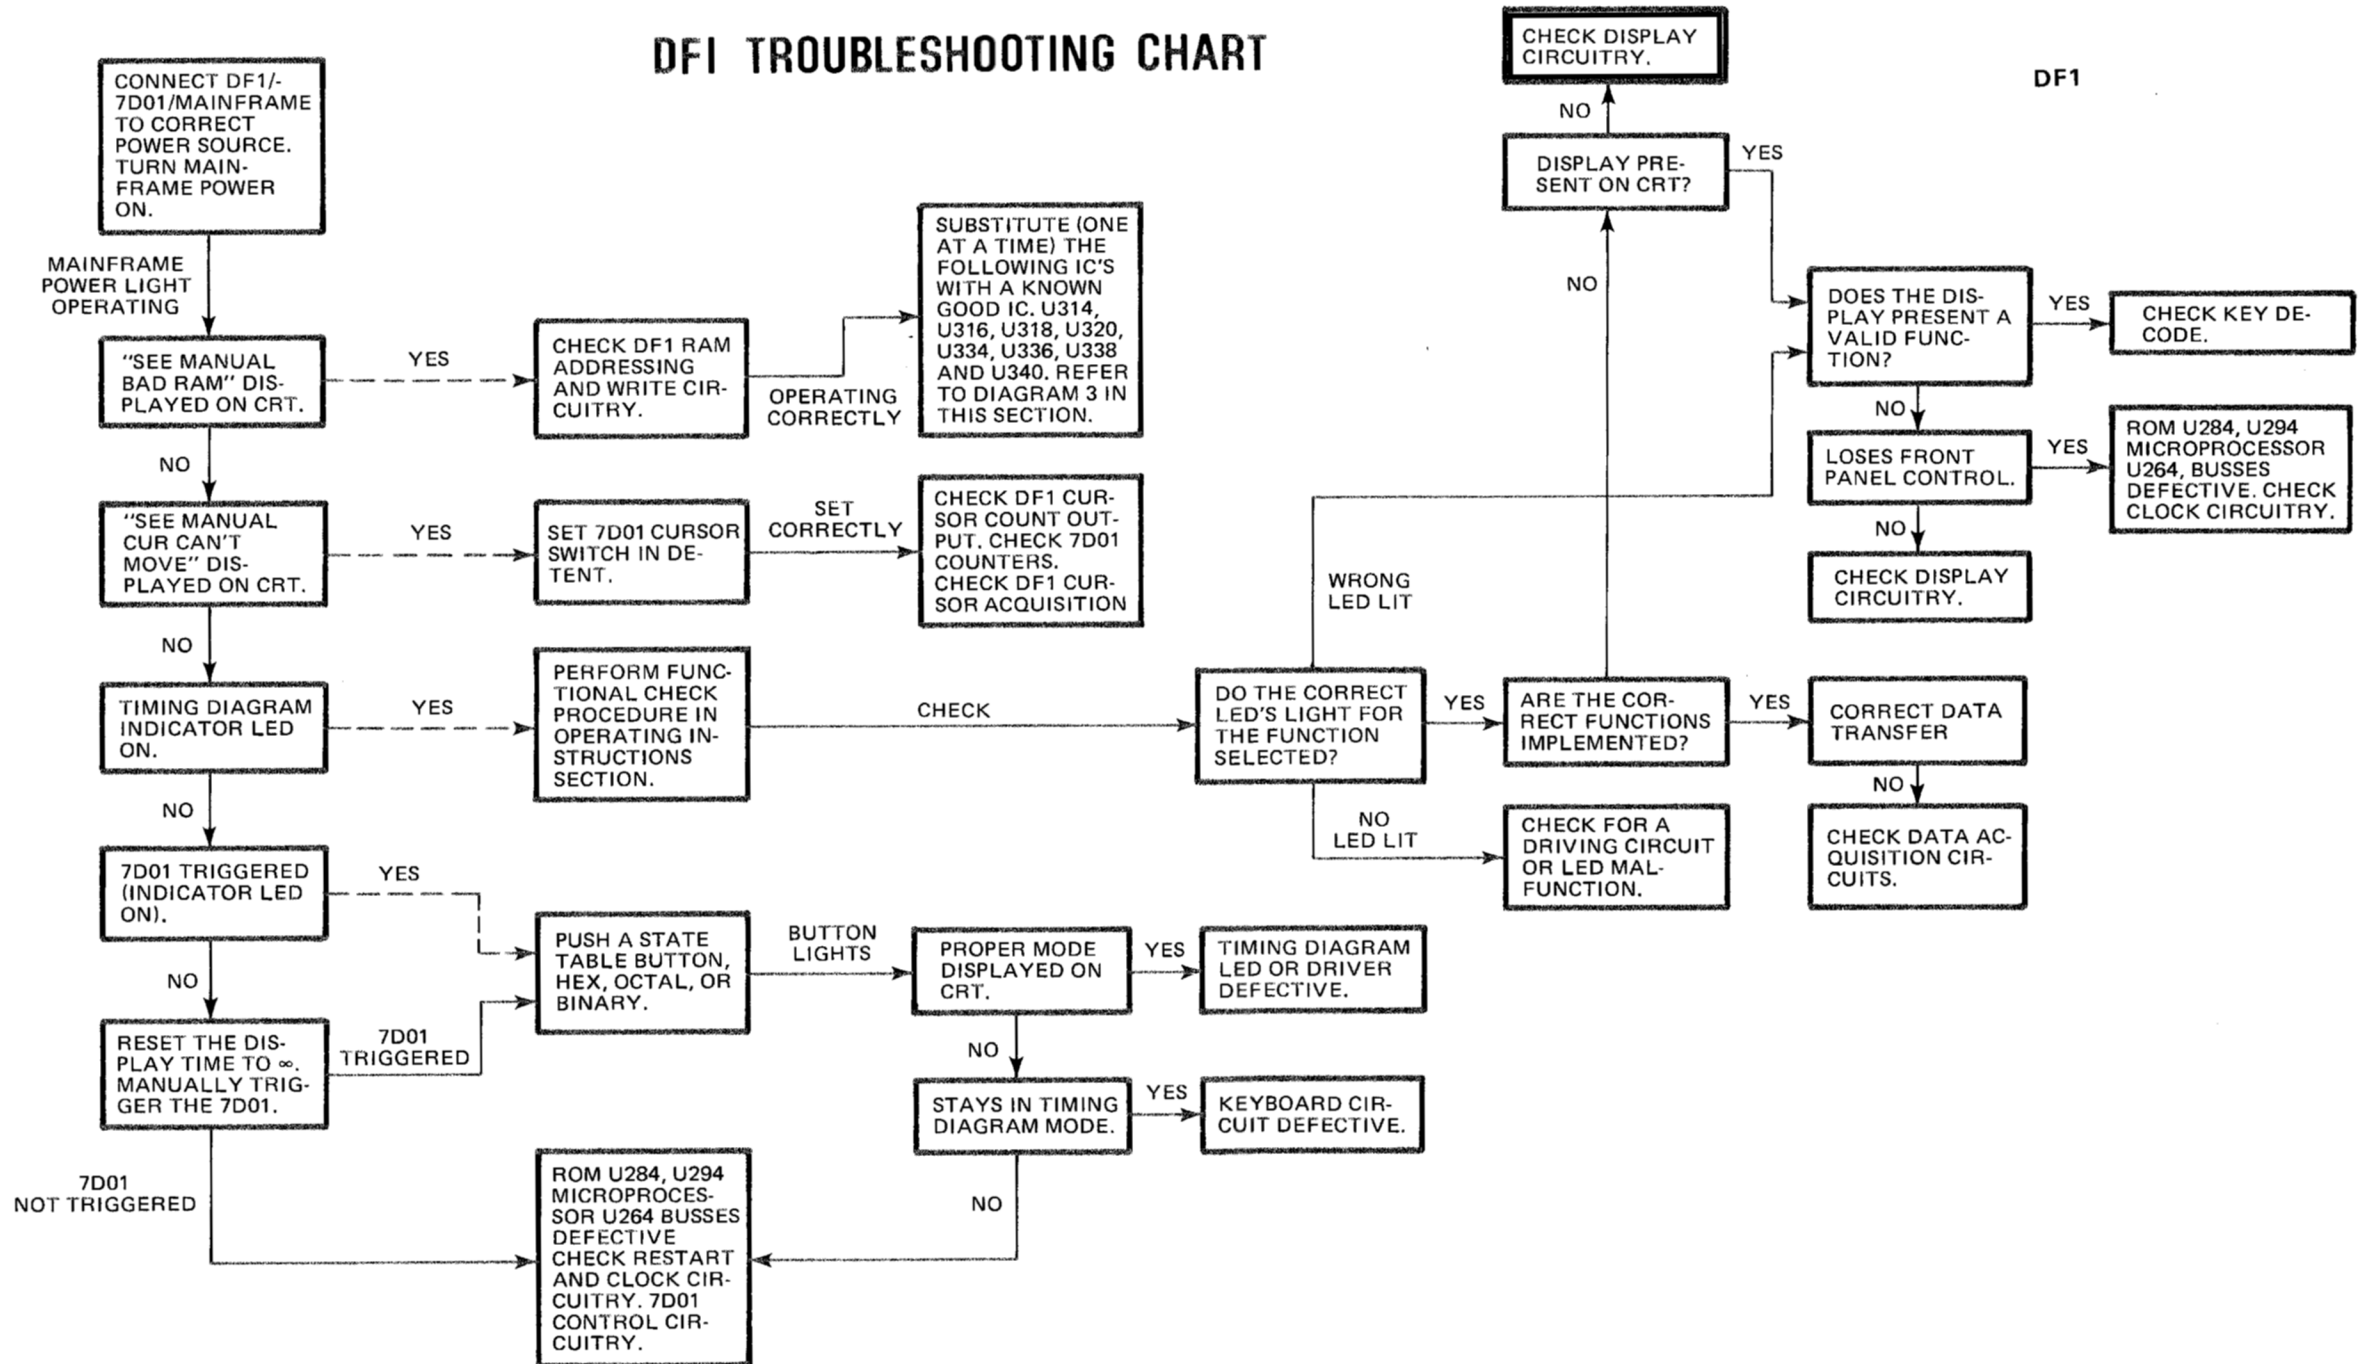 DF1 TROUBLESHOOTING CHART
DF1
CONNECT DF1/-
7D01/MAINFRAME
TO CORRECT
POWER SOURCE.
TURN MAIN-
FRAME POWER
ON.
MAINFRAME
POWER LIGHT
OPERATING
"SEE MANUAL
BAD RAM" DIS-
PLAYED ON CRT.
YES
CHECK DF1 RAM
ADDRESSING
AND WRITE CIR-
CUITRY.
OPERATING
CORRECTLY
SUBSTITUTE (ONE
AT A TIME) THE
FOLLOWING IC'S
WITH A KNOWN
GOOD IC. U314,
U316, U318, U320,
U334, U336, U338
AND U340. REFER
TO DIAGRAM 3 IN
THIS SECTION.
NO
"SEE MANUAL
CUR CAN'T
MOVE" DIS-
PLAYED ON CRT.
YES
SET 7D01 CURSOR
SWITCH IN DE-
TENT.
SET
CORRECTLY
CHECK DF1 CUR-
SOR COUNT OUT-
PUT. CHECK 7D01
COUNTERS.
CHECK DF1 CUR-
SOR ACQUISITION
NO
TIMING DIAGRAM
INDICATOR LED
ON.
YES
PERFORM FUNC-
TIONAL CHECK
PROCEDURE IN
OPERATING IN-
STRUCTIONS
SECTION.
CHECK
DO THE CORRECT
LED'S LIGHT FOR
THE FUNCTION
SELECTED?
YES
ARE THE COR-
RECT FUNCTIONS
IMPLEMENTED?
YES
CORRECT DATA
TRANSFER
NO
CHECK DATA AC-
QUISITION CIR-
CUITS.
NO
LED LIT
CHECK FOR A
DRIVING CIRCUIT
OR LED MAL-
FUNCTION.
WRONG
LED LIT
NO
DISPLAY PRE-
SENT ON CRT?
NO
CHECK DISPLAY
CIRCUITRY.
YES
DOES THE DIS-
PLAY PRESENT A
VALID FUNC-
TION?
YES
CHECK KEY DE-
CODE.
NO
LOSES FRONT
PANEL CONTROL.
YES
ROM U284, U294
MICROPROCESSOR
U264, BUSSES
DEFECTIVE. CHECK
CLOCK CIRCUITRY.
NO
CHECK DISPLAY
CIRCUITRY.
NO
7D01 TRIGGERED
(INDICATOR LED
ON).
YES
PUSH A STATE
TABLE BUTTON,
HEX, OCTAL, OR
BINARY.
BUTTON
LIGHTS
PROPER MODE
DISPLAYED ON
CRT.
YES
TIMING DIAGRAM
LED OR DRIVER
DEFECTIVE.
NO
STAYS IN TIMING
DIAGRAM MODE.
YES
KEYBOARD CIR-
CUIT DEFECTIVE.
NO
NO
RESET THE DIS-
PLAY TIME TO ∞.
MANUALLY TRIG-
GER THE 7D01.
7D01
TRIGGERED
7D01
NOT TRIGGERED
ROM U284, U294
MICROPROCES-
SOR U264 BUSSES
DEFECTIVE
CHECK RESTART
AND CLOCK CIR-
CUITRY. 7D01
CONTROL CIR-
CUITRY.